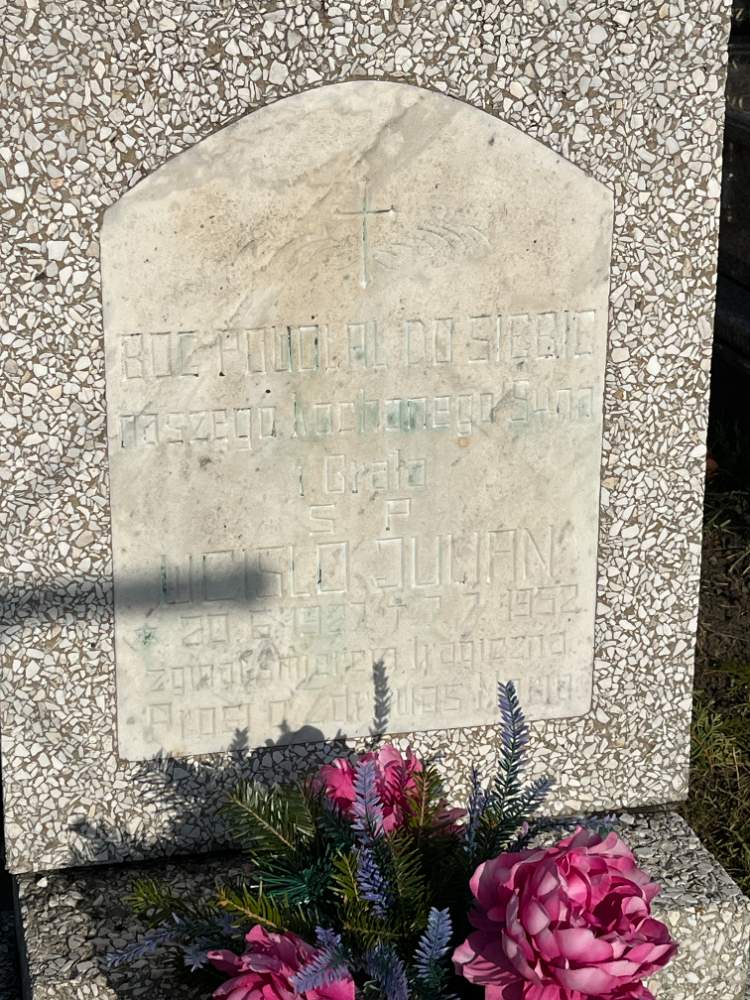 BÓG POWOŁAŁ DO SIEBIE
naszego kochanego Syna
i Brata
S P
UCISŁO JULIAN
20 6 1927 + 7 7 1952
zginął śmiercią tragiczną
Prosi o Zdrowaś Maria